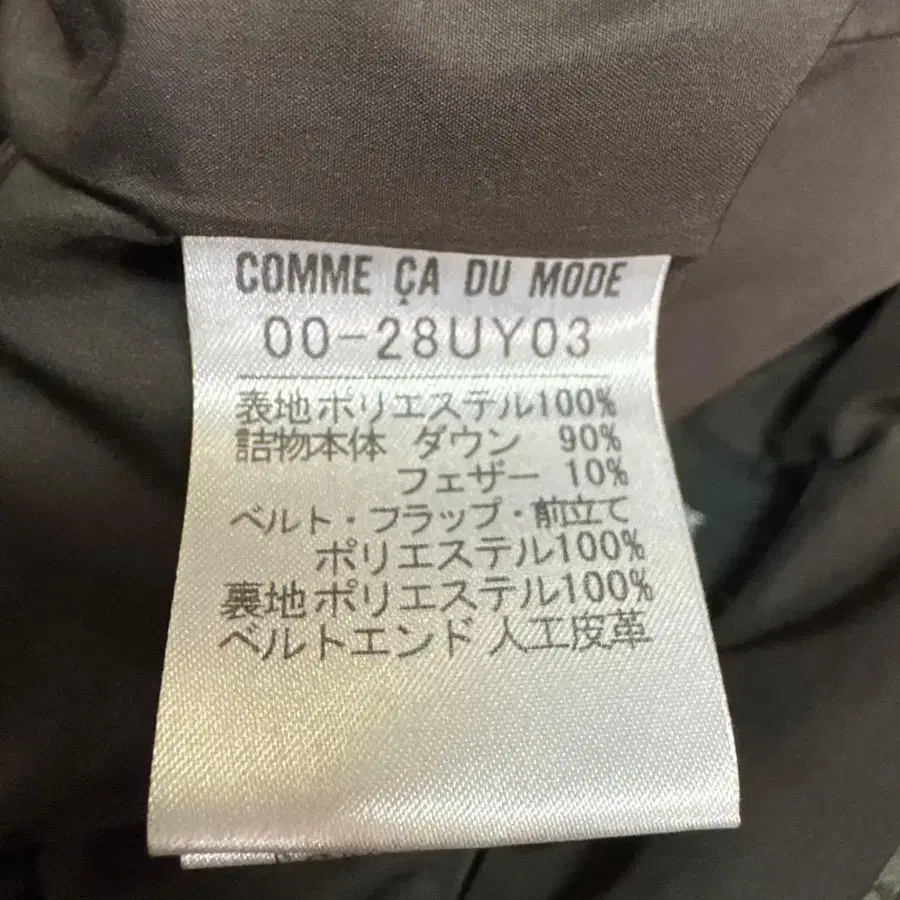 COMME ÇA DU MODE
00-28UY03
表地ポリエステル100%
詰物本体 ダウン 90%
フェザー 10%
ベルト・フラップ・前立て
ポリエステル100%
裏地ポリエステル100%
ベルトエンド 人工皮革